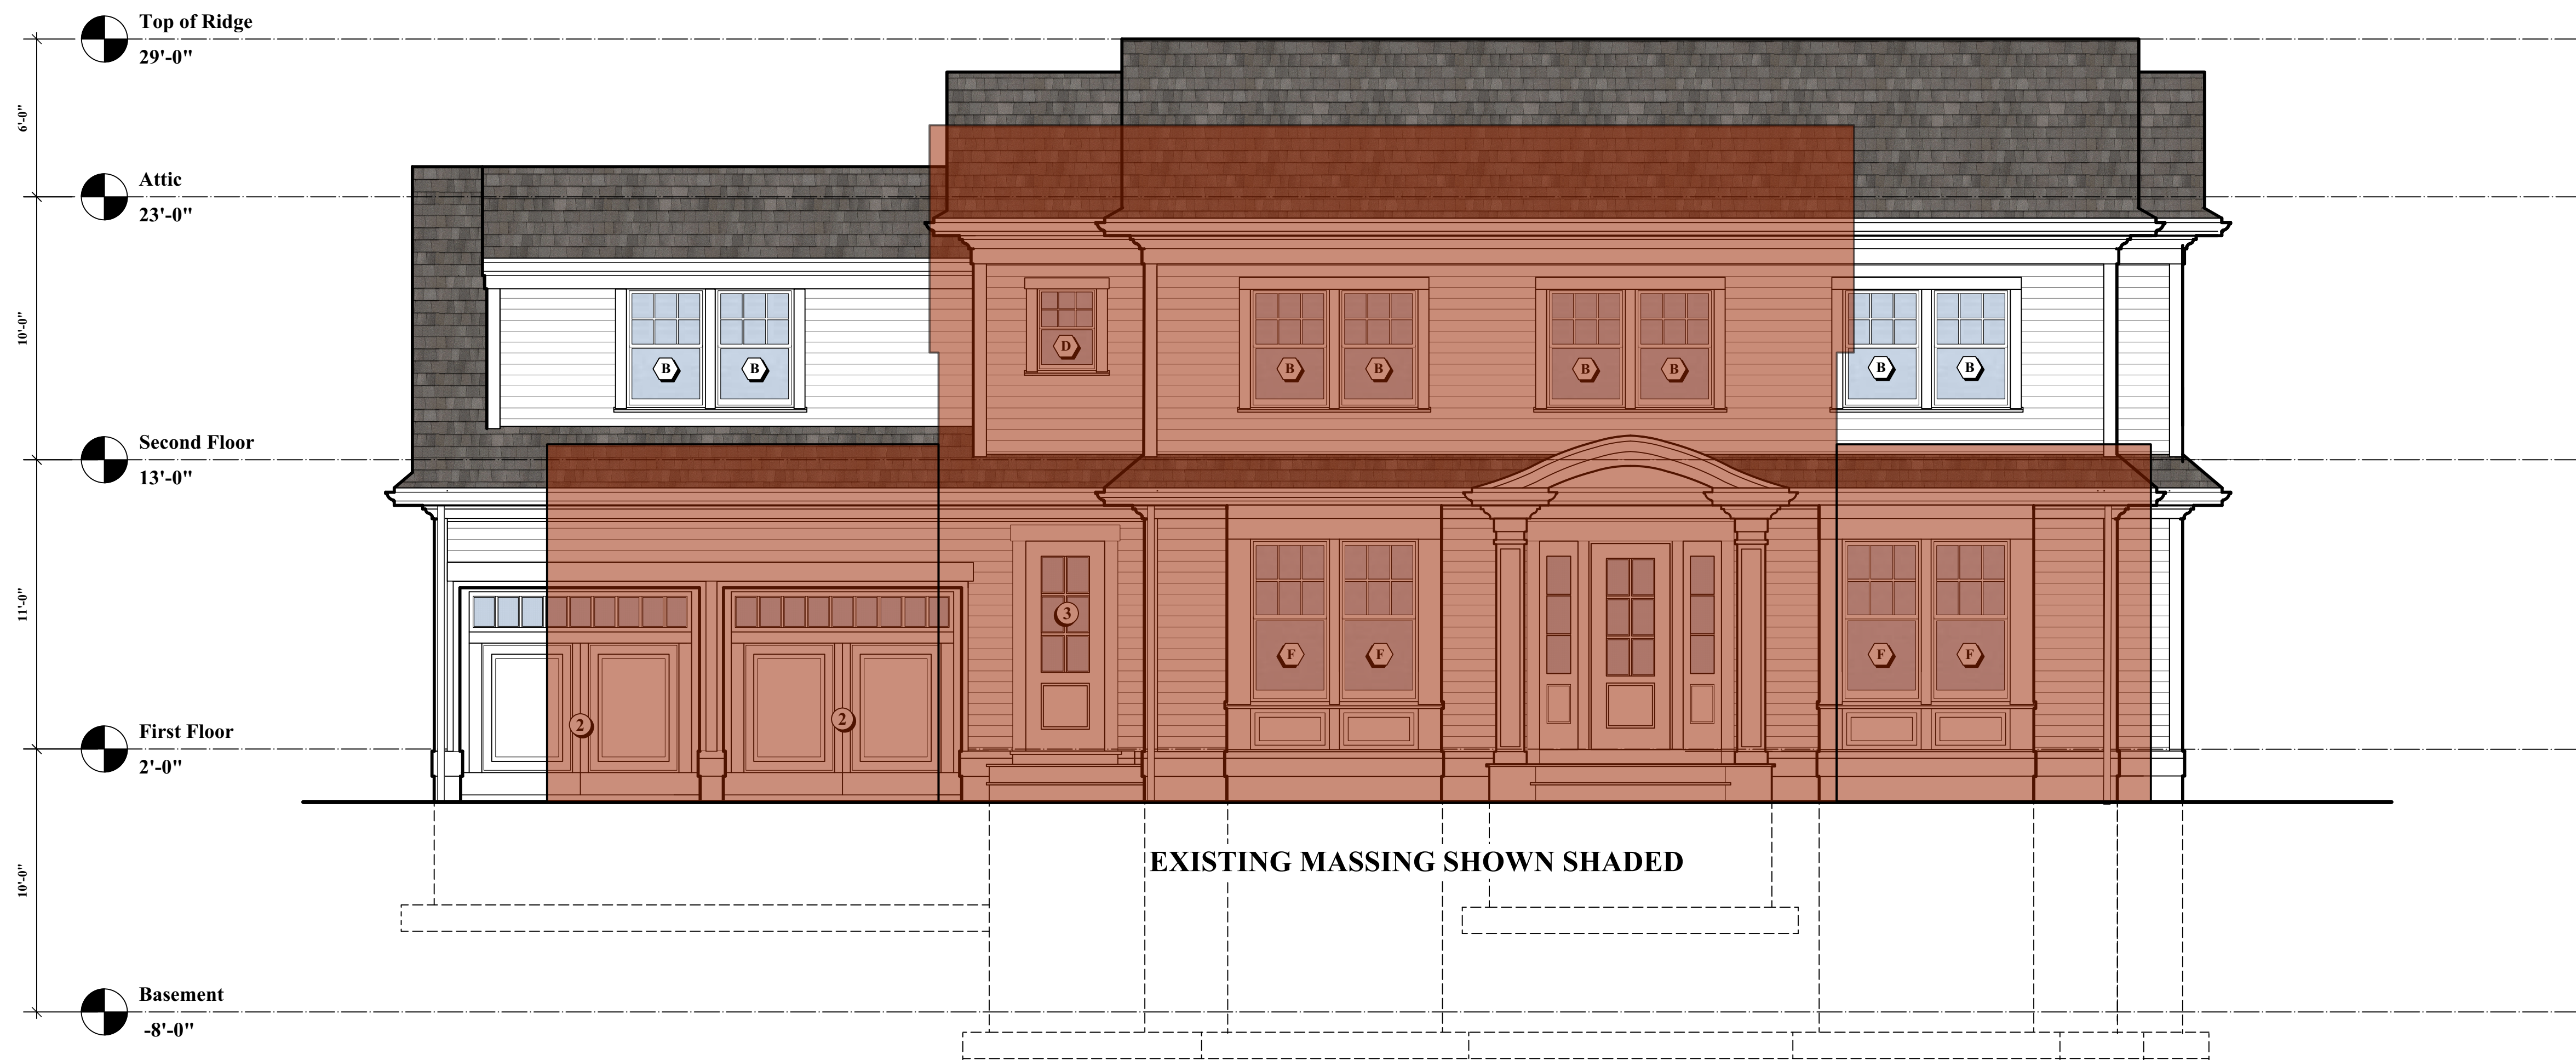 Top of Ridge
29'-0"
6'-0"
Attic
23'-0"
10'-0"
D
B B B B B B B B
Second Floor
13'-0"
11'-0"
3
F F F F
2 2
First Floor
2'-0"
EXISTING MASSING SHOWN SHADED
10'-0"
Basement
-8'-0"